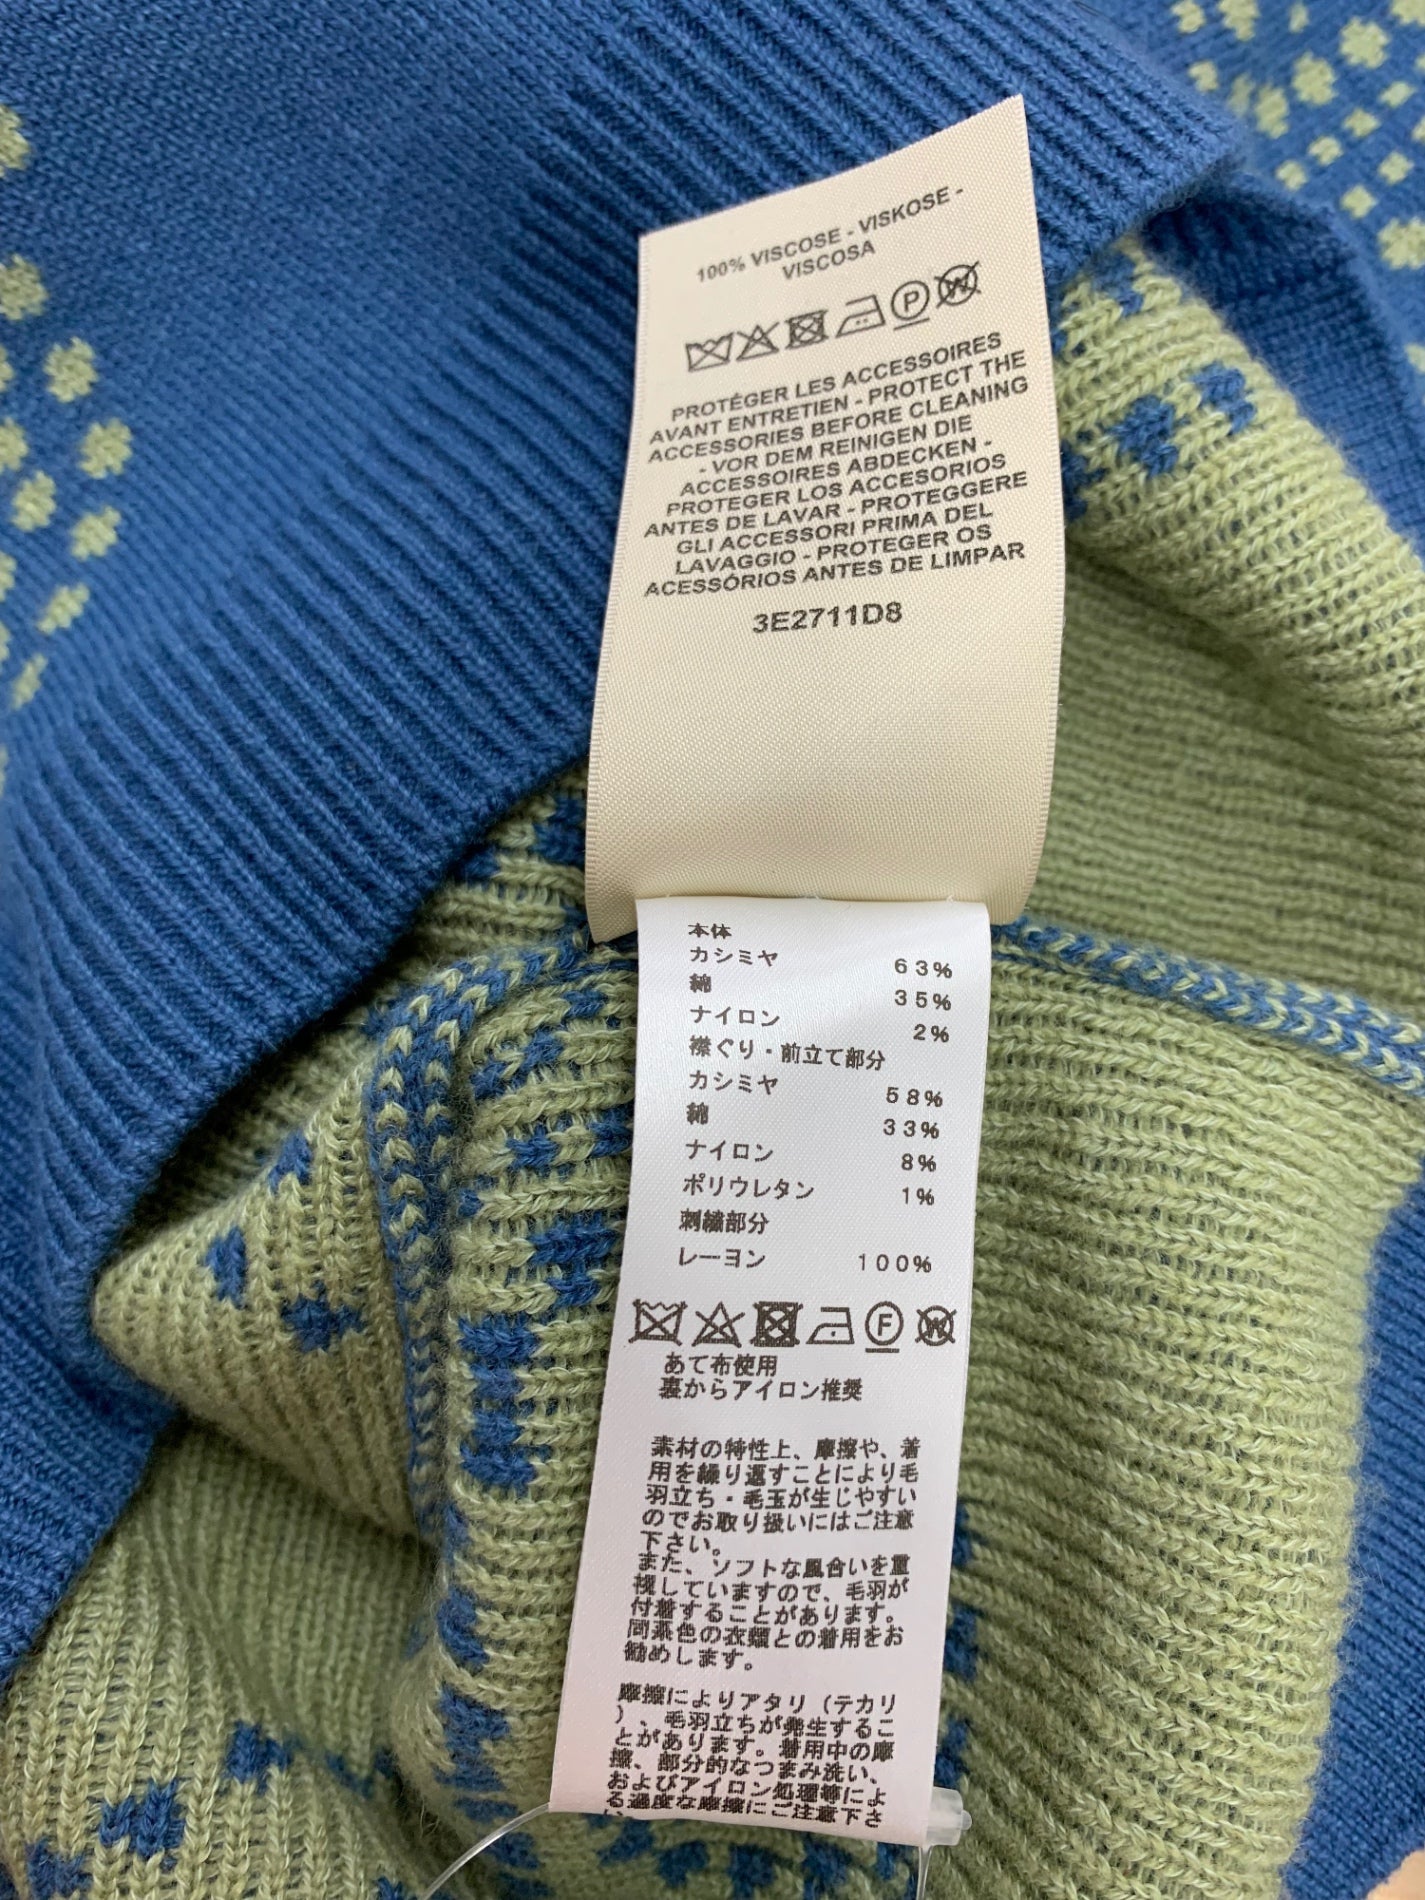 100% VISCOSE - VISKOSE -
VISCOSA
P
W
PROTÉGER LES ACCESSOIRES
AVANT ENTRETIEN - PROTECT THE
ACCESSORIES BEFORE CLEANING
- VOR DEM REINIGEN DIE
ACCESSOIRES ABDECKEN -
PROTEGER LOS ACCESORIOS
ANTES DE LAVAR - PROTEGGERE
GLI ACCESSORI PRIMA DEL
LAVAGGIO - PROTEGER OS
ACESSÓRIOS ANTES DE LIMPAR
3E2711D8
本体
カシミヤ 63%
綿 35%
ナイロン 2%
襟ぐり・前立て部分
カシミヤ 58%
綿 33%
ナイロン 8%
ポリウレタン 1%
刺繍部分
レーヨン 100%
F
W
あて布使用
裏からアイロン推奨
素材の特性上、摩擦や、着
用を繰り返すことにより毛
羽立ち・毛玉が生じやすい
のでお取り扱いにはご注意
下さい。
また、ソフトな風合いを重
視していますので、毛羽が
付着することがあります。
同系色の衣類との着用をお
勧めします。
摩擦によりアタリ（テカリ
）、毛羽立ちが発生するこ
とがあります。着用中の摩
擦、部分的なつまみ洗い、
およびアイロン処理等によ
る過度な摩擦にご注意下さ
い